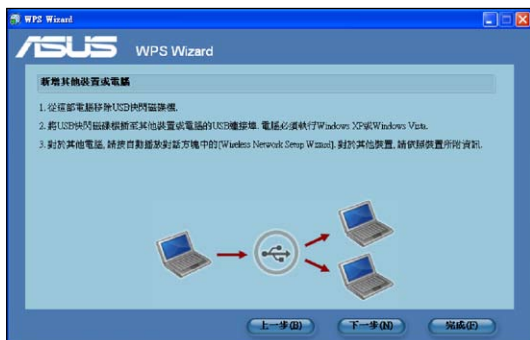 WPS Wizard
ASUS WPS Wizard
新增其他裝置或電腦
1. 從這部電腦移除USB快閃磁碟機.
2. 將USB快閃磁碟機插至其他裝置或電腦的USB連接埠. 電腦必須執行Windows XP或Windows Vista.
3. 對於其他電腦, 請按自動播放對話方塊中的[Wireless Network Setup Wizard]. 對於其他裝置, 請依照裝置所附資訊.
上一步(B) 下一步(N) 完成(F)